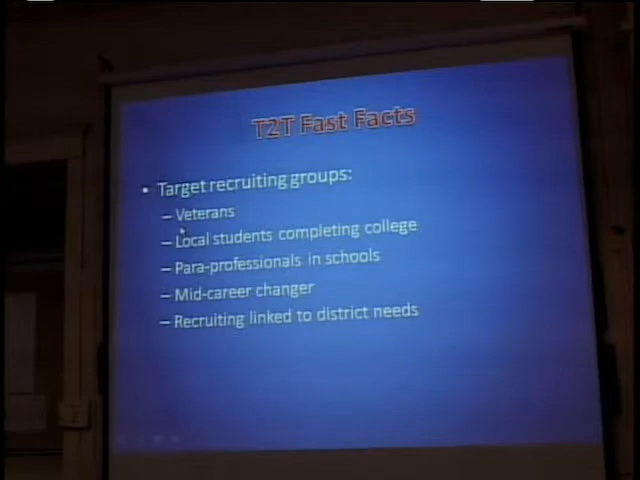 T2T Fast Facts
• Target recruiting groups:
– Veterans
– Local students completing college
– Para-professionals in schools
– Mid-career changer
– Recruiting linked to district needs